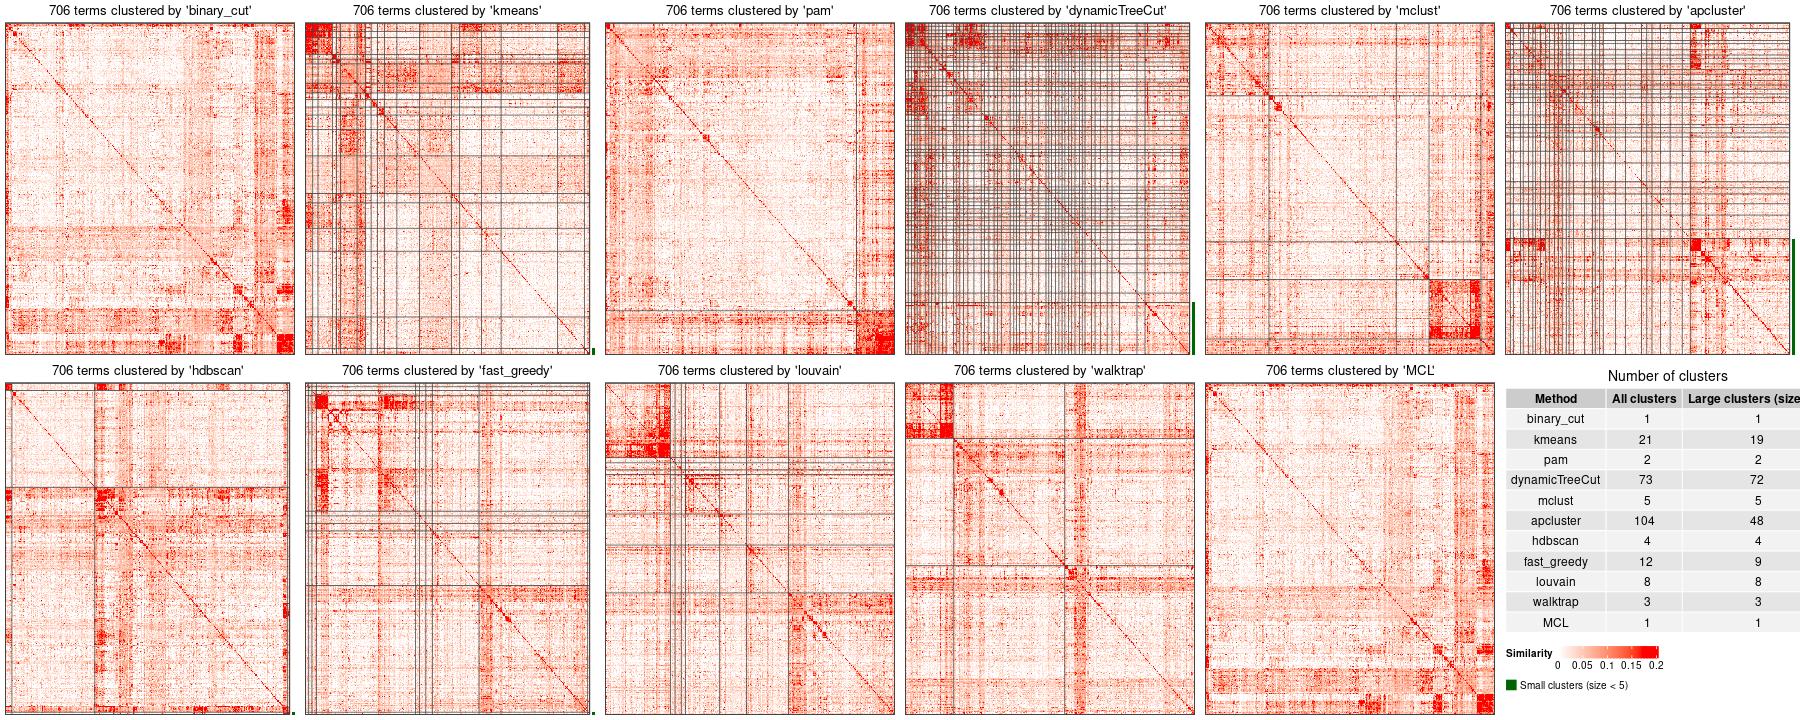 706 terms clustered by 'binary_cut'
706 terms clustered by 'kmeans'
706 terms clustered by 'pam'
706 terms clustered by 'dynamicTreeCut'
706 terms clustered by 'mclust'
706 terms clustered by 'apcluster'
706 terms clustered by 'hdbscan'
706 terms clustered by 'fast_greedy'
706 terms clustered by 'louvain'
706 terms clustered by 'walktrap'
706 terms clustered by 'MCL'
Number of clusters
Method All clusters Large clusters (size
binary_cut 1 1
kmeans 21 19
pam 2 2
dynamicTreeCut 73 72
mclust 5 5
apcluster 104 48
hdbscan 4 4
fast_greedy 12 9
louvain 8 8
walktrap 3 3
MCL 1 1
Similarity
0 0.05 0.1 0.15 0.2
Small clusters (size < 5)